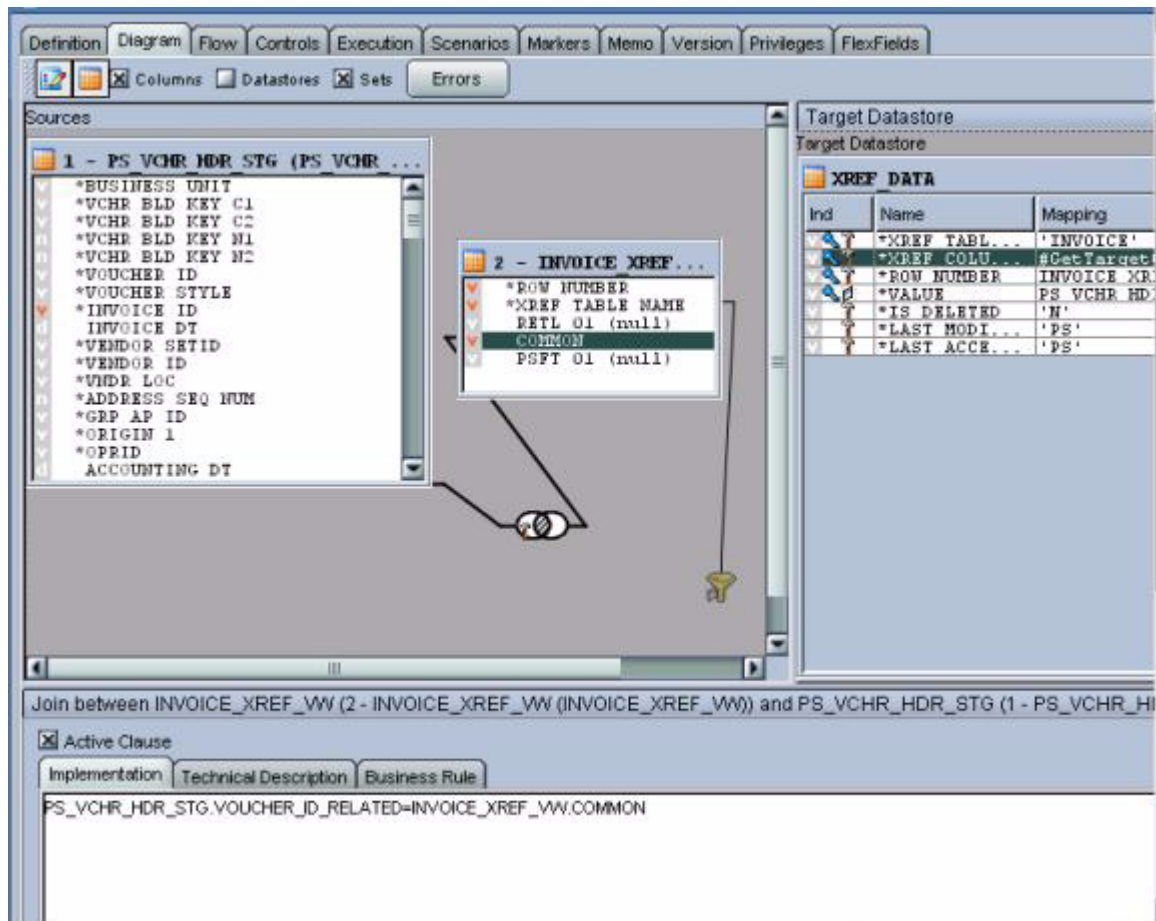 Definition Diagram Flow Controls Execution Scenarios Markers Memo Version Privileges FlexFields
Columns Datastores Sets Errors
Sources
1 - PS_VCHR_HDR_STG (PS_VCHR_...
*BUSINESS UNIT
*VCHR BLD KEY C1
*VCHR BLD KEY C2
*VCHR BLD KEY N1
*VCHR BLD KEY N2
*VOUCHER ID
*VOUCHER STYLE
*INVOICE ID
INVOICE DT
*VENDOR SETID
*VENDOR ID
*VNDR LOC
*ADDRESS SEQ NUM
*GRP AP ID
*ORIGIN 1
*OPRID
ACCOUNTING DT
2 - INVOICE_XREF...
*ROW NUMBER
*XREF TABLE NAME
RETL 01 (null)
COMMON
PSFT 01 (null)
Target Datastore
Target Datastore
XREF_DATA
Ind Name Mapping
*XREF TABL... 'INVOICE'
*XREF COLU... #GetTarget
*ROW NUMBER INVOICE XR
*VALUE PS VCHR HD
*IS DELETED 'N'
*LAST MODI... 'PS'
*LAST ACCE... 'PS'
Join between INVOICE_XREF_VW (2 - INVOICE_XREF_VW (INVOICE_XREF_VW)) and PS_VCHR_HDR_STG (1 - PS_VCHR_H
Active Clause
Implementation Technical Description Business Rule
PS_VCHR_HDR_STG.VOUCHER_ID_RELATED=INVOICE_XREF_VW.COMMON